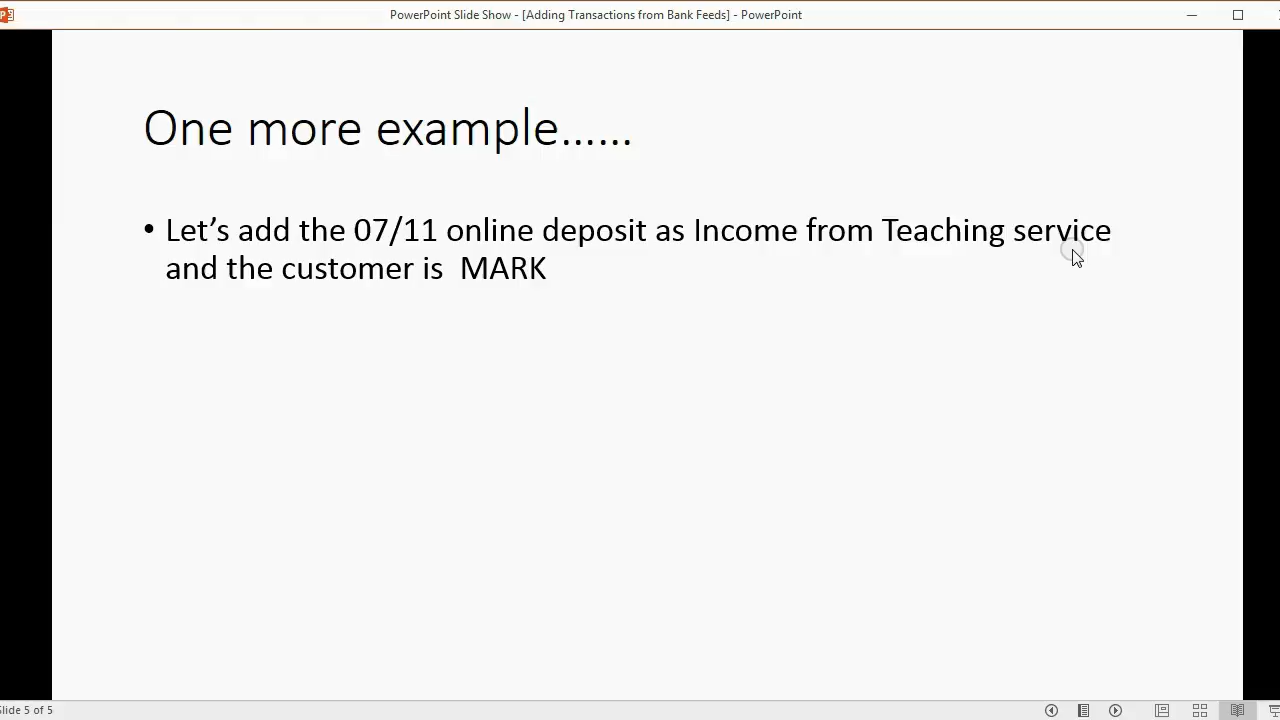 PowerPoint Slide Show - [Adding Transactions from Bank Feeds] - PowerPoint
One more example......
• Let’s add the 07/11 online deposit as Income from Teaching service
and the customer is  MARK
Slide 5 of 5